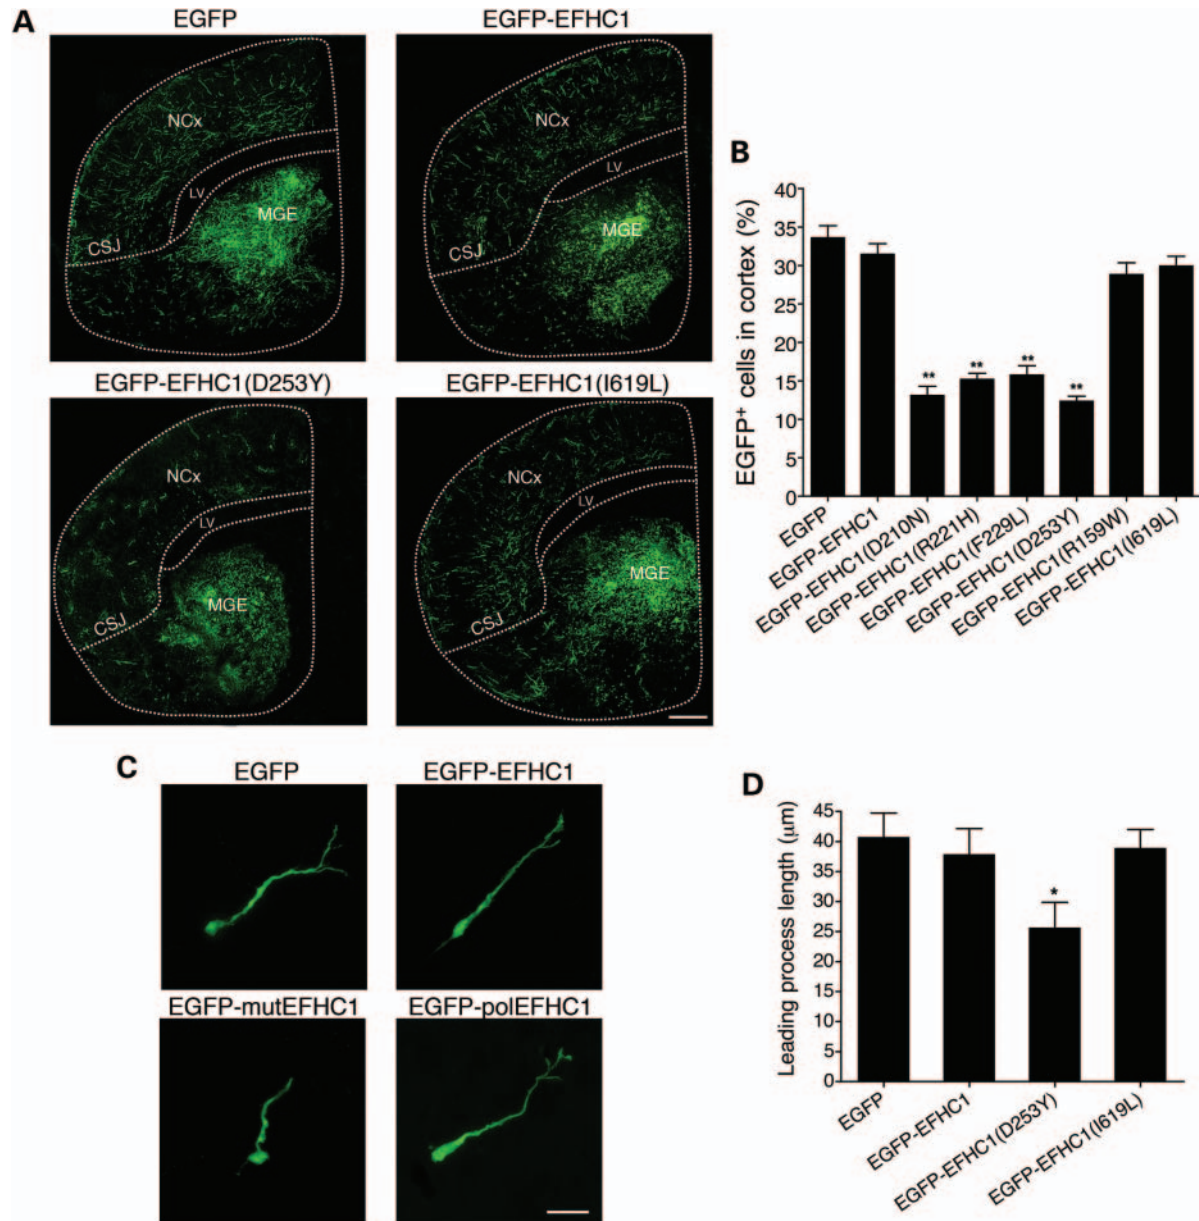 A
EGFP
EGFP-EFHC1
NCx
LV
MGE
CSJ
NCx
LV
MGE
CSJ
EGFP-EFHC1(D253Y)
EGFP-EFHC1(I619L)
NCx
LV
MGE
CSJ
NCx
LV
MGE
CSJ
B
EGFP+ cells in cortex (%)
40
35
30
25
20
15
10
5
0
**
**
**
**
EGFP
EGFP-EFHC1
EGFP-EFHC1(D210N)
EGFP-EFHC1(R221H)
EGFP-EFHC1(F229L)
EGFP-EFHC1(D253Y)
EGFP-EFHC1(R159W)
EGFP-EFHC1(I619L)
C
EGFP
EGFP-EFHC1
EGFP-mutEFHC1
EGFP-polEFHC1
D
Leading process length (µm)
45
40
35
30
25
20
15
10
5
0
*
EGFP
EGFP-EFHC1
EGFP-EFHC1(D253Y)
EGFP-EFHC1(I619L)